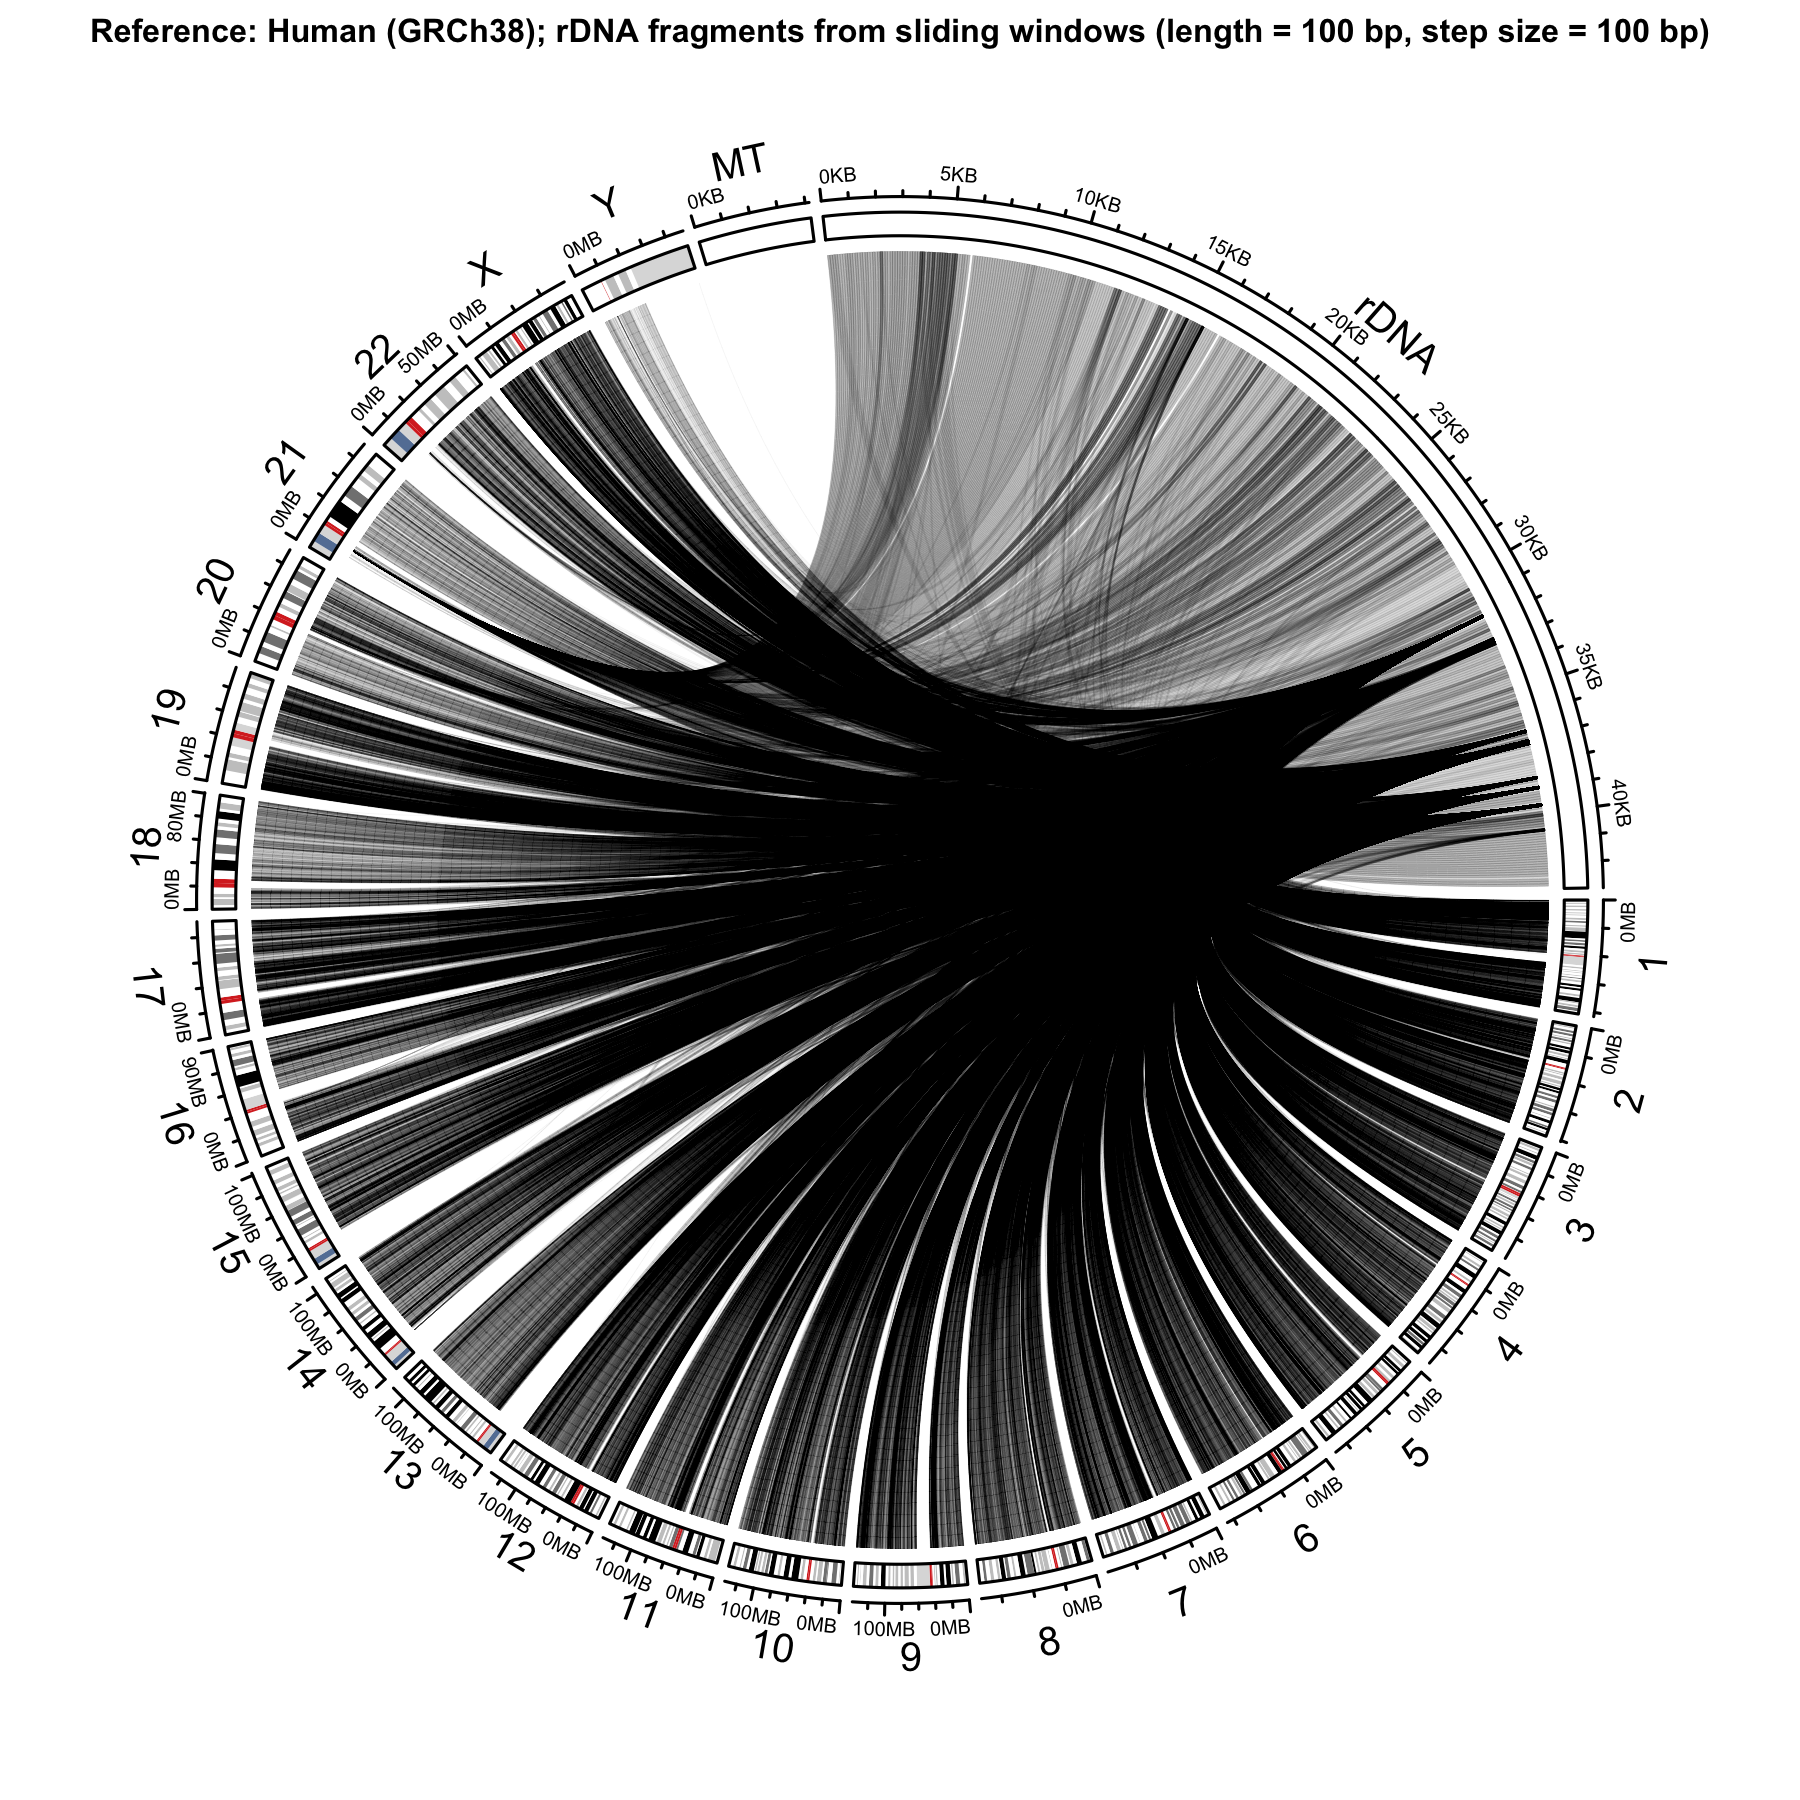 Reference: Human (GRCh38); rDNA fragments from sliding windows (length = 100 bp, step size = 100 bp)
MT
0KB
5KB
10KB
15KB
20KB
rDNA
25KB
30KB
35KB
40KB
0MB
1
0MB
2
0MB
3
0MB
4
0MB
5
0MB
6
0MB
7
0MB
8
0MB
100MB
9
0MB
100MB
10
0MB
100MB
11
0MB
100MB
12
0MB
100MB
13
0MB
100MB
14
0MB
100MB
15
0MB
90MB
16
0MB
17
0MB
80MB
18
0MB
19
0MB
20
0MB
21
0MB
50MB
22
0MB
X
0MB
Y
0KB